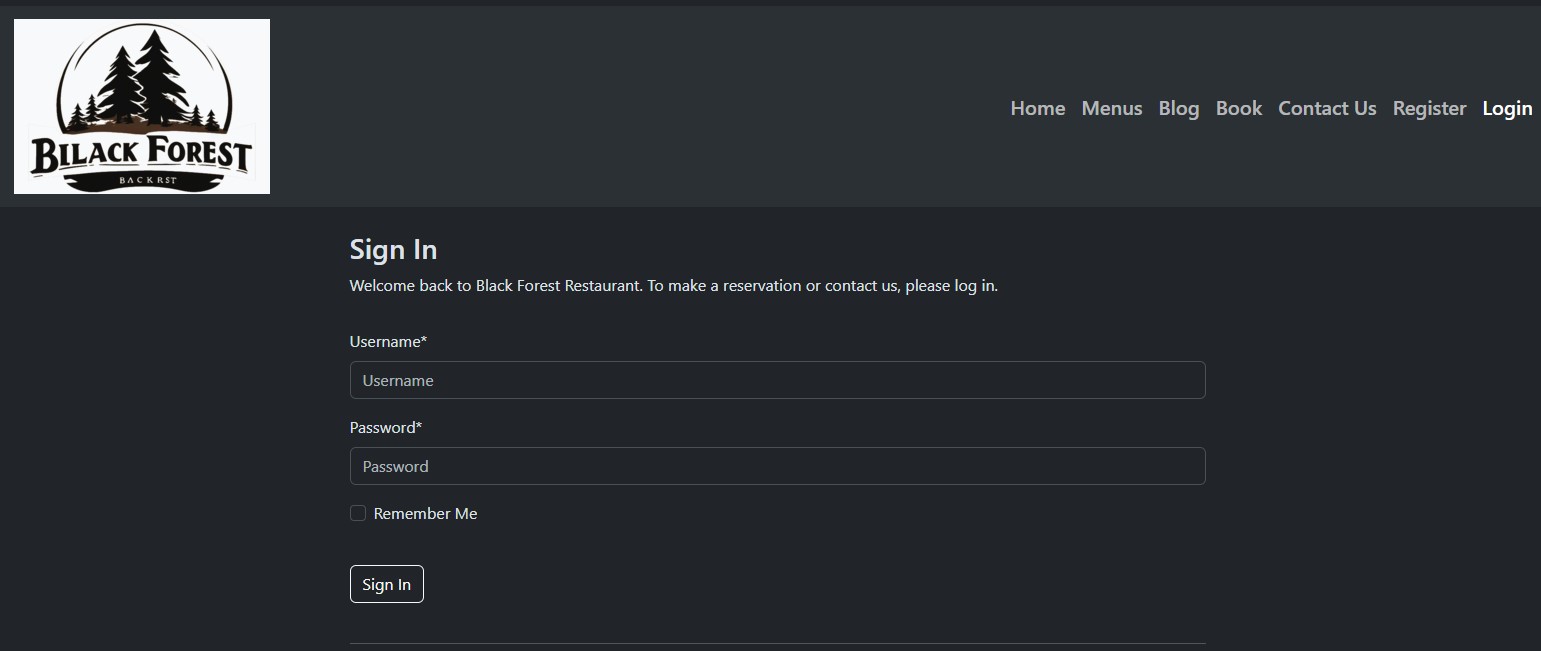 BILACK FOREST
BACKRST
Home Menus Blog Book Contact Us Register Login
Sign In
Welcome back to Black Forest Restaurant. To make a reservation or contact us, please log in.
Username*
Username
Password*
Password
Remember Me
Sign In